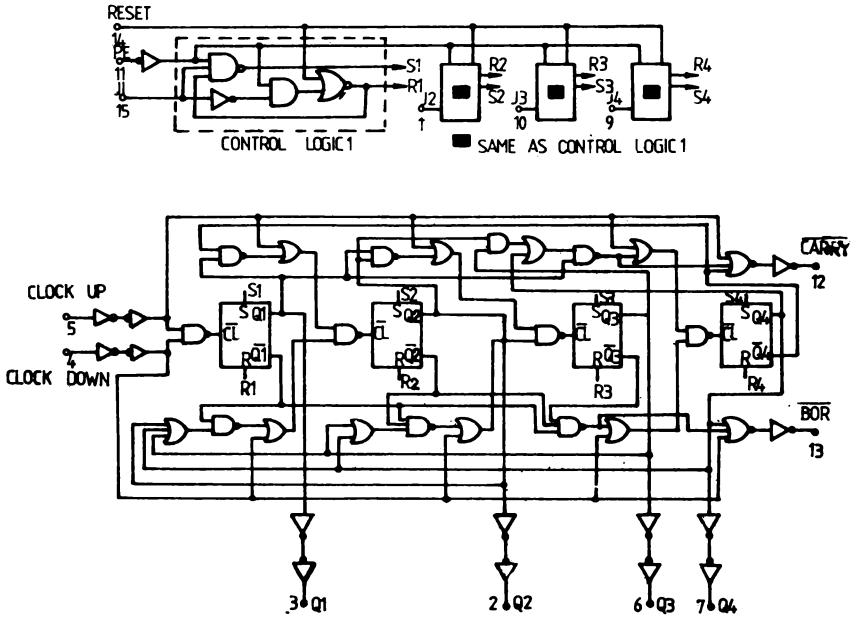 RESET
14
PE
11
J1
15
S1
R1
CONTROL LOGIC 1
J2
1
R2
S2
J3
10
R3
S3
J4
9
R4
S4
SAME AS CONTROL LOGIC 1
CARRY
12
CLOCK UP
5
4
CLOCK DOWN
S1
S Q1
CL
R Q1
R1
S2
S Q2
CL
R Q2
R2
S3
S Q3
CL
R Q3
R3
S4
S Q4
CL
R Q4
R4
BOR
13
3 Q1
2 Q2
6 Q3
7 Q4